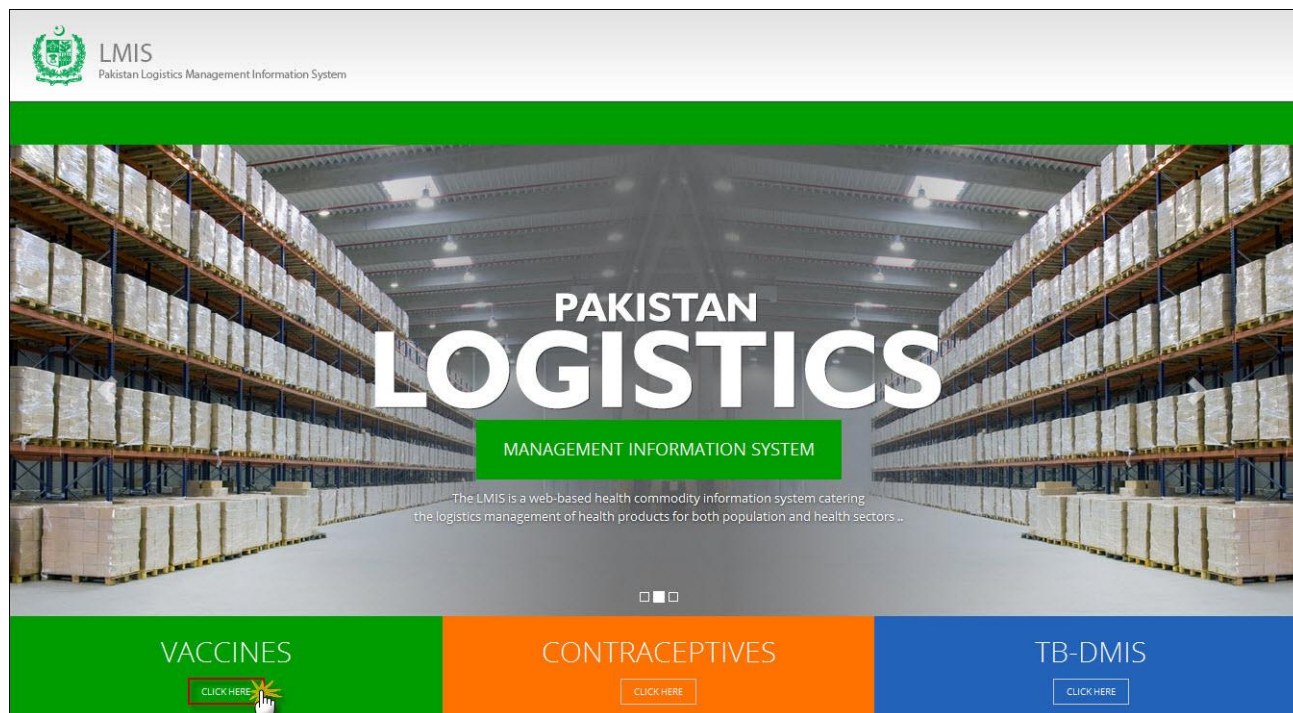 LMIS
Pakistan Logistics Management Information System
PAKISTAN
LOGISTICS
MANAGEMENT INFORMATION SYSTEM
The LMIS is a web-based health commodity information system catering
the logistics management of health products for both population and health sectors ..
VACCINES
CLICK HERE
CONTRACEPTIVES
CLICK HERE
TB-DMIS
CLICK HERE